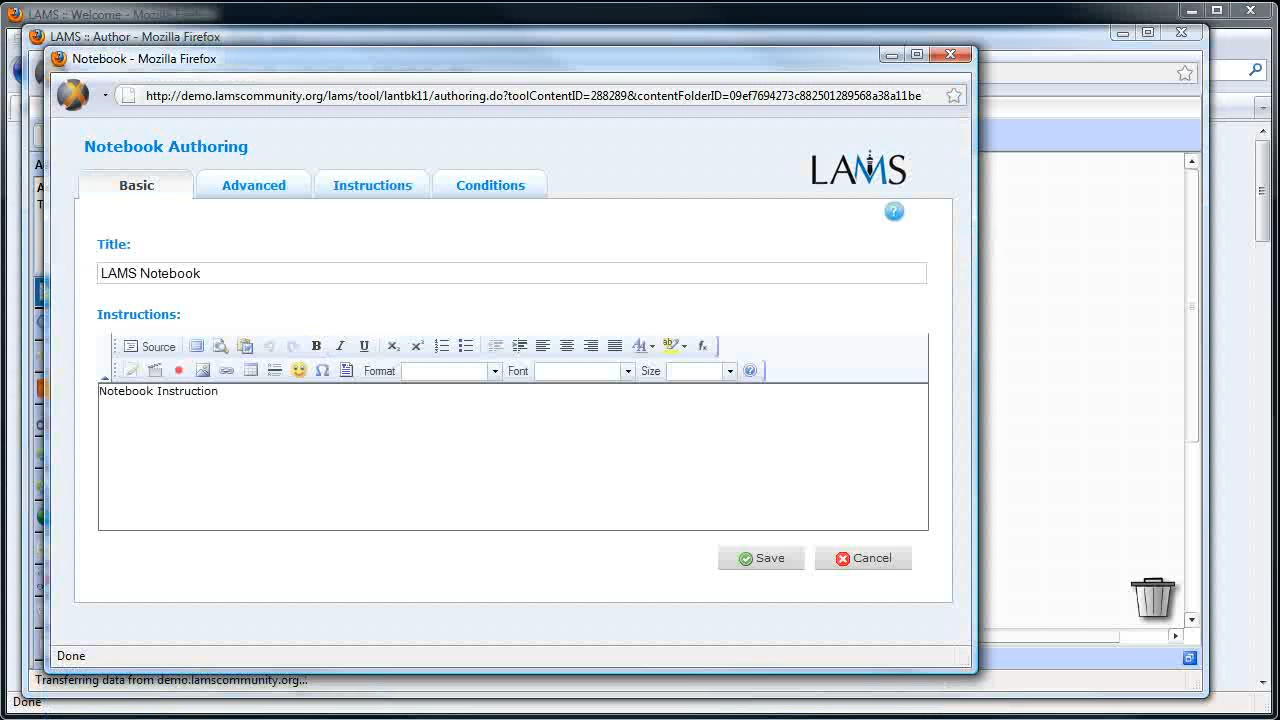 LAMS :: Welcome - Mozilla Firefox
LAMS :: Author - Mozilla Firefox
Notebook - Mozilla Firefox
http://demo.lamscommunity.org/lams/tool/lantbk11/authoring.do?toolContentID=288289&contentFolderID=09ef7694273c882501289568a38a11be
Notebook Authoring
LAMS
Basic Advanced Instructions Conditions
?
Title:
LAMS Notebook
Instructions:
Source B I U
Format Font Size
Notebook Instruction
Save Cancel
Done
Transferring data from demo.lamscommunity.org...
Done